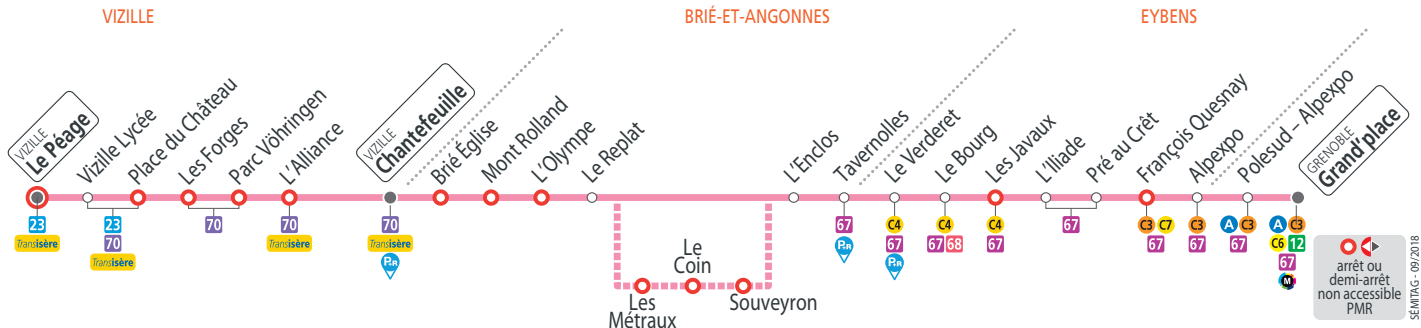 VIZILLE
BRIÉ-ET-ANGONNES
EYBENS
VIZILLE
Le Péage
Vizille Lycée
Place du Château
Les Forges
Parc Vöhringen
L'Alliance
VIZILLE
Chantefeuille
Brié Église
Mont Rolland
L'Olympe
Le Replat
L'Enclos
Tavernolles
Le Verderet
Le Bourg
Les Javaux
L'Iliade
Pré au Crêt
François Quesnay
Alpexpo
Polesud – Alpexpo
GRENOBLE
Grand'place
23
Transisère
23
70
Transisère
70
70
Transisère
70
Transisère
P+R
67
P+R
C4
67
P+R
C4
67 68
C4
67
67
C3 C7
67
C3
A C3
67
A C3
C6 12
67
M
Les
Métraux
Le
Coin
Souveyron
arrêt ou
demi-arrêt
non accessible
PMR
SÉMITAG - 09/2018